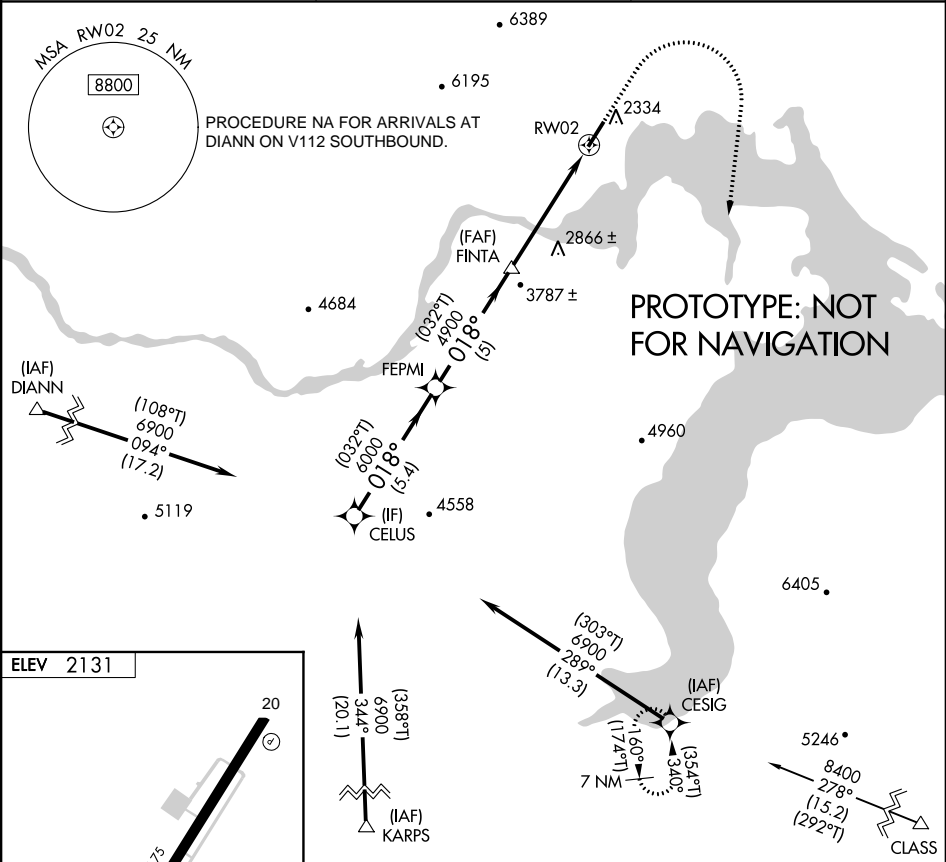 6389
MSA RW02 25 NM
8800
6195
PROCEDURE NA FOR ARRIVALS AT
DIANN ON V112 SOUTHBOUND.
2334
RW02
(FAF)
FINTA
2866 ±
3787 ±
4684
PROTOTYPE: NOT
FOR NAVIGATION
(032°T)
4900
018°
(5)
FEPMI
(IAF)
DIANN
(108°T)
6900
094°
(17.2)
4960
(032°T)
6000
018°
(5.4)
5119
(IF)
CELUS
4558
6405
(303°T)
6900
289°
(13.3)
ELEV 2131
(IAF)
CESIG
20
(358°T)
6900
344°
(20.1)
160°
(174°T)
(354°T)
340°
7 NM
5246
8400
278°
(15.2)
(292°T)
(IAF)
KARPS
CLASS
75